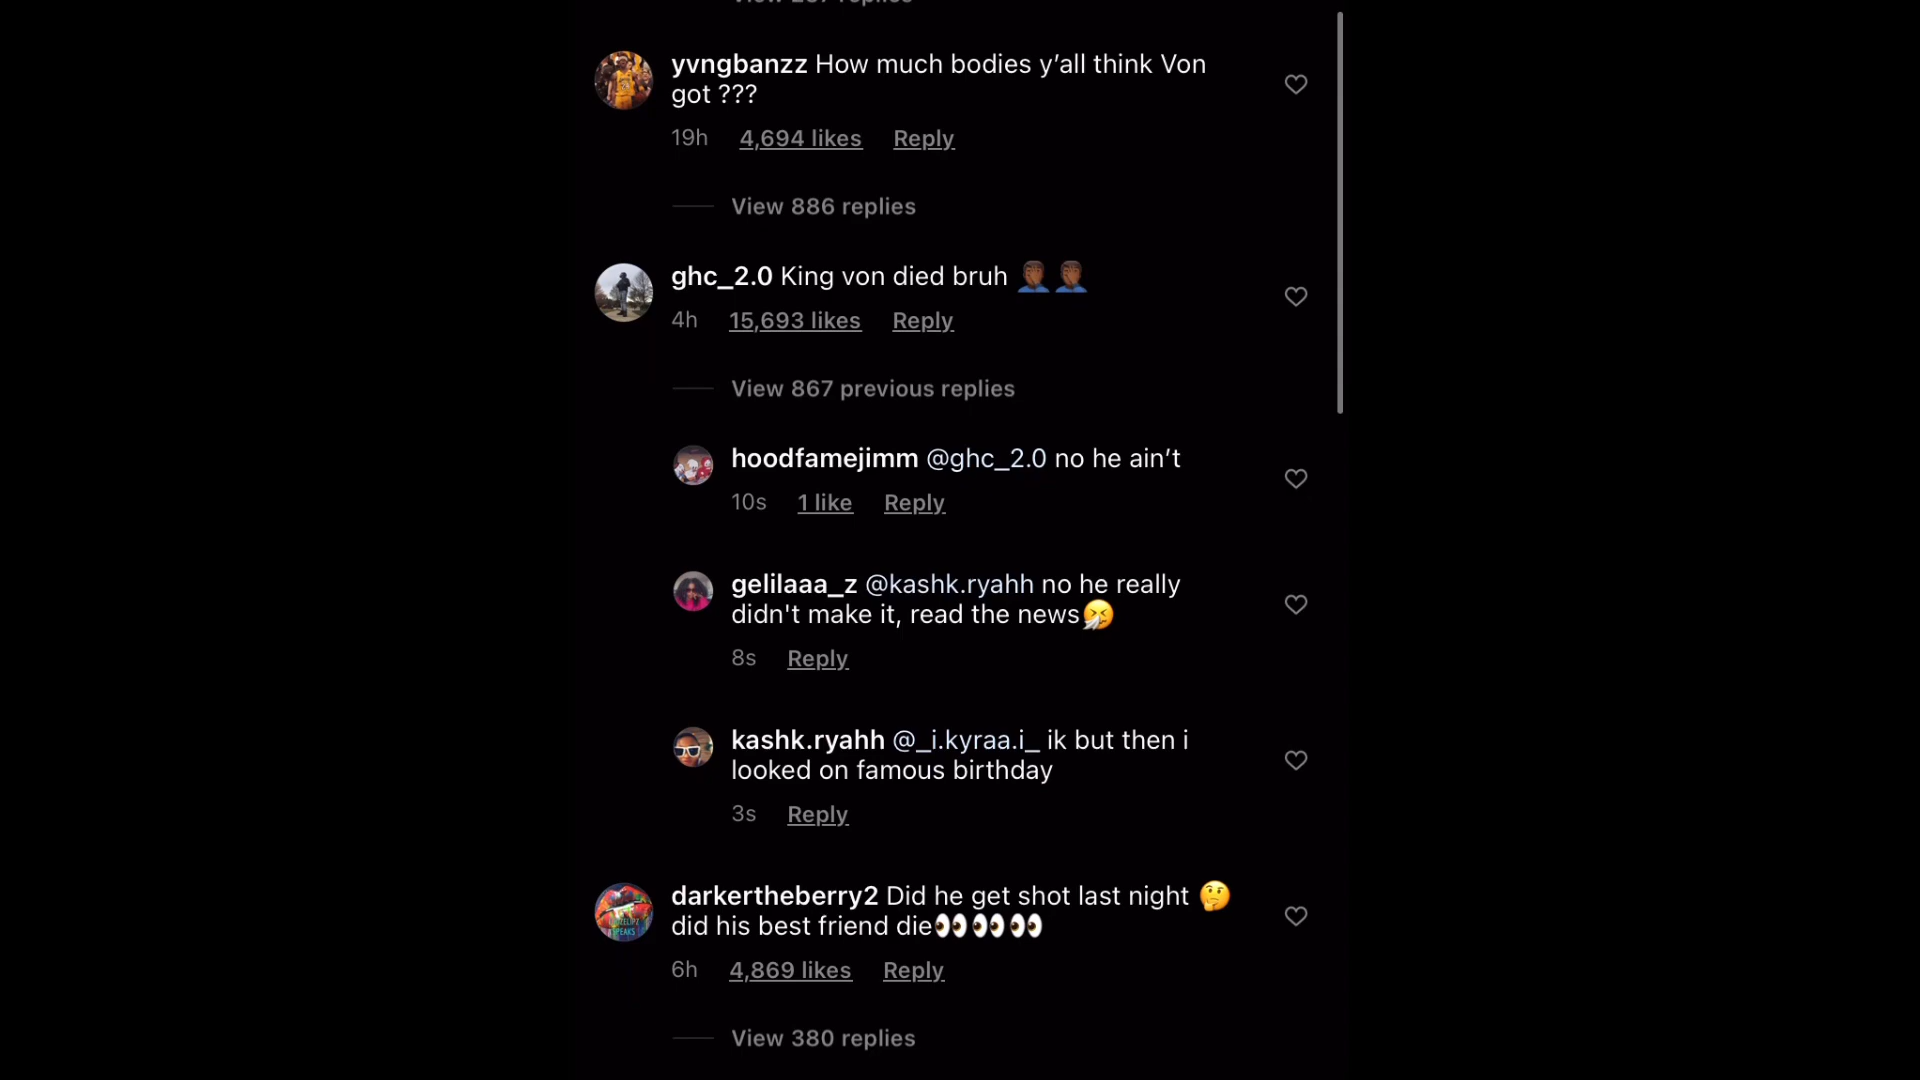 View 287 replies
yvngbanzz How much bodies y’all think Von
got ???
19h 4,694 likes Reply
View 886 replies
ghc_2.0 King von died bruh 🤦🏾‍♂️🤦🏾‍♂️
4h 15,693 likes Reply
View 867 previous replies
hoodfamejimm @ghc_2.0 no he ain’t
10s 1 like Reply
gelilaaa_z @kashk.ryahh no he really
didn't make it, read the news🤧
8s Reply
kashk.ryahh @_i.kyraa.i_ ik but then i
looked on famous birthday
3s Reply
darkertheberry2 Did he get shot last night 🤔
did his best friend die👀👀👀
6h 4,869 likes Reply
View 380 replies